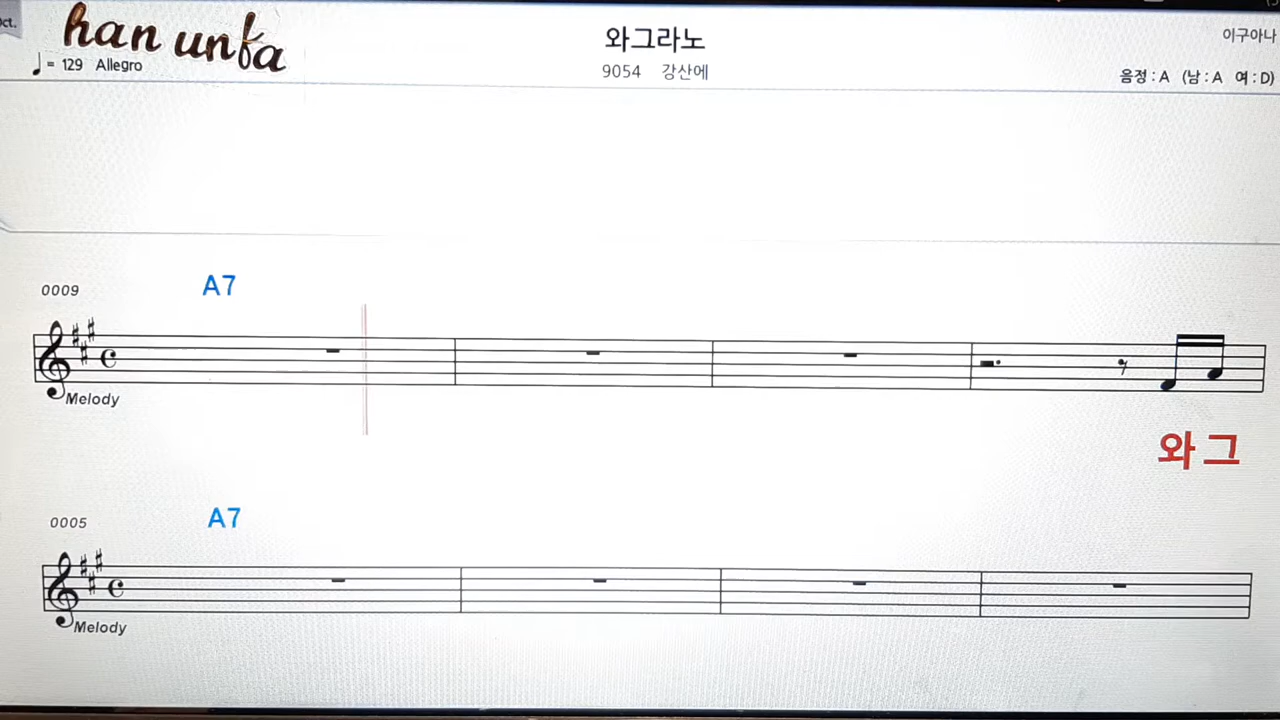 Oct.
han unfa
♩ = 129 Allegro
와그라노
9054 강산에
이구아나
음정 : A (남 : A 여 : D)
0009 A7
Melody
와 그
0005 A7
Melody